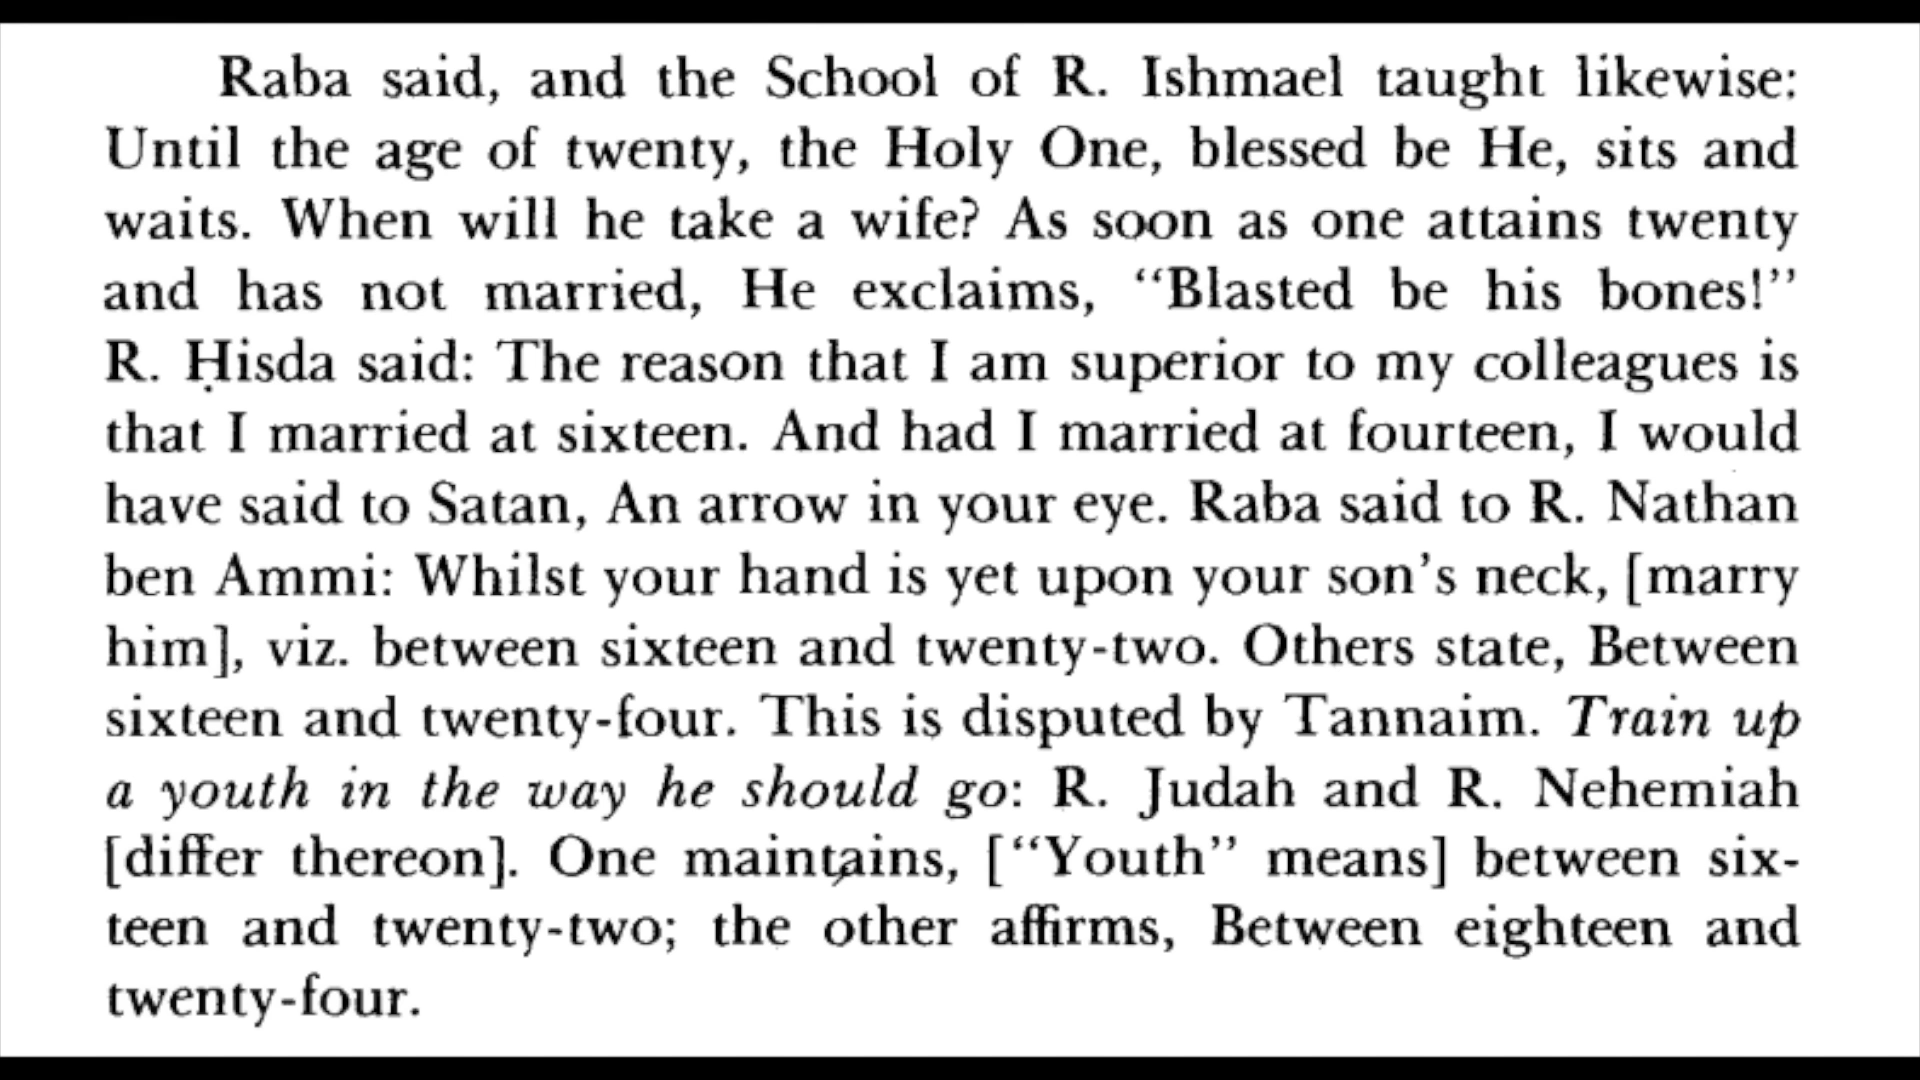 Raba said, and the School of R. Ishmael taught likewise:
Until the age of twenty, the Holy One, blessed be He, sits and
waits. When will he take a wife? As soon as one attains twenty
and has not married, He exclaims, “Blasted be his bones!”
R. Ḥisda said: The reason that I am superior to my colleagues is
that I married at sixteen. And had I married at fourteen, I would
have said to Satan, An arrow in your eye. Raba said to R. Nathan
ben Ammi: Whilst your hand is yet upon your son’s neck, [marry
him], viz. between sixteen and twenty-two. Others state, Between
sixteen and twenty-four. This is disputed by Tannaim. Train up
a youth in the way he should go: R. Judah and R. Nehemiah
[differ thereon]. One maintains, [“Youth” means] between six-
teen and twenty-two; the other affirms, Between eighteen and
twenty-four.